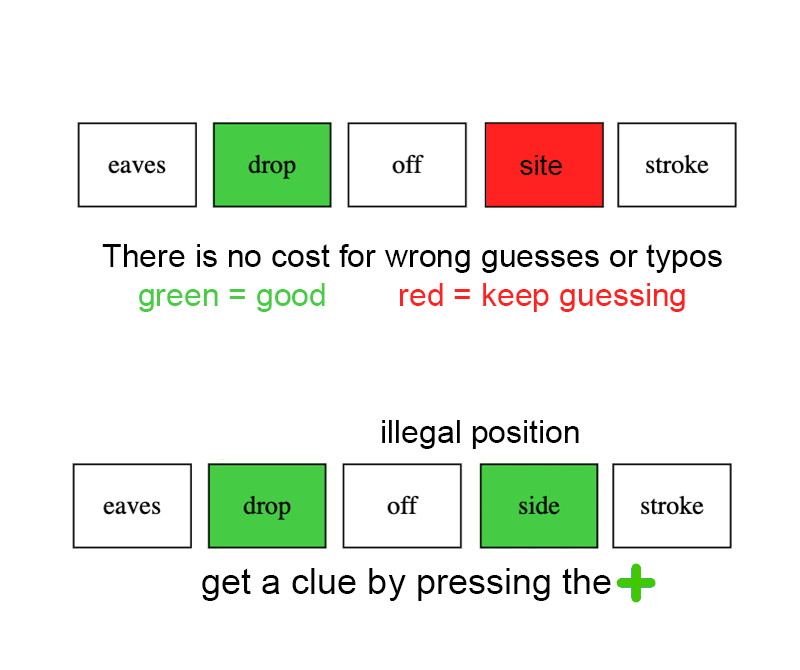 eaves drop off site stroke
There is no cost for wrong guesses or typos
green = good red = keep guessing
illegal position
eaves drop off side stroke
get a clue by pressing the